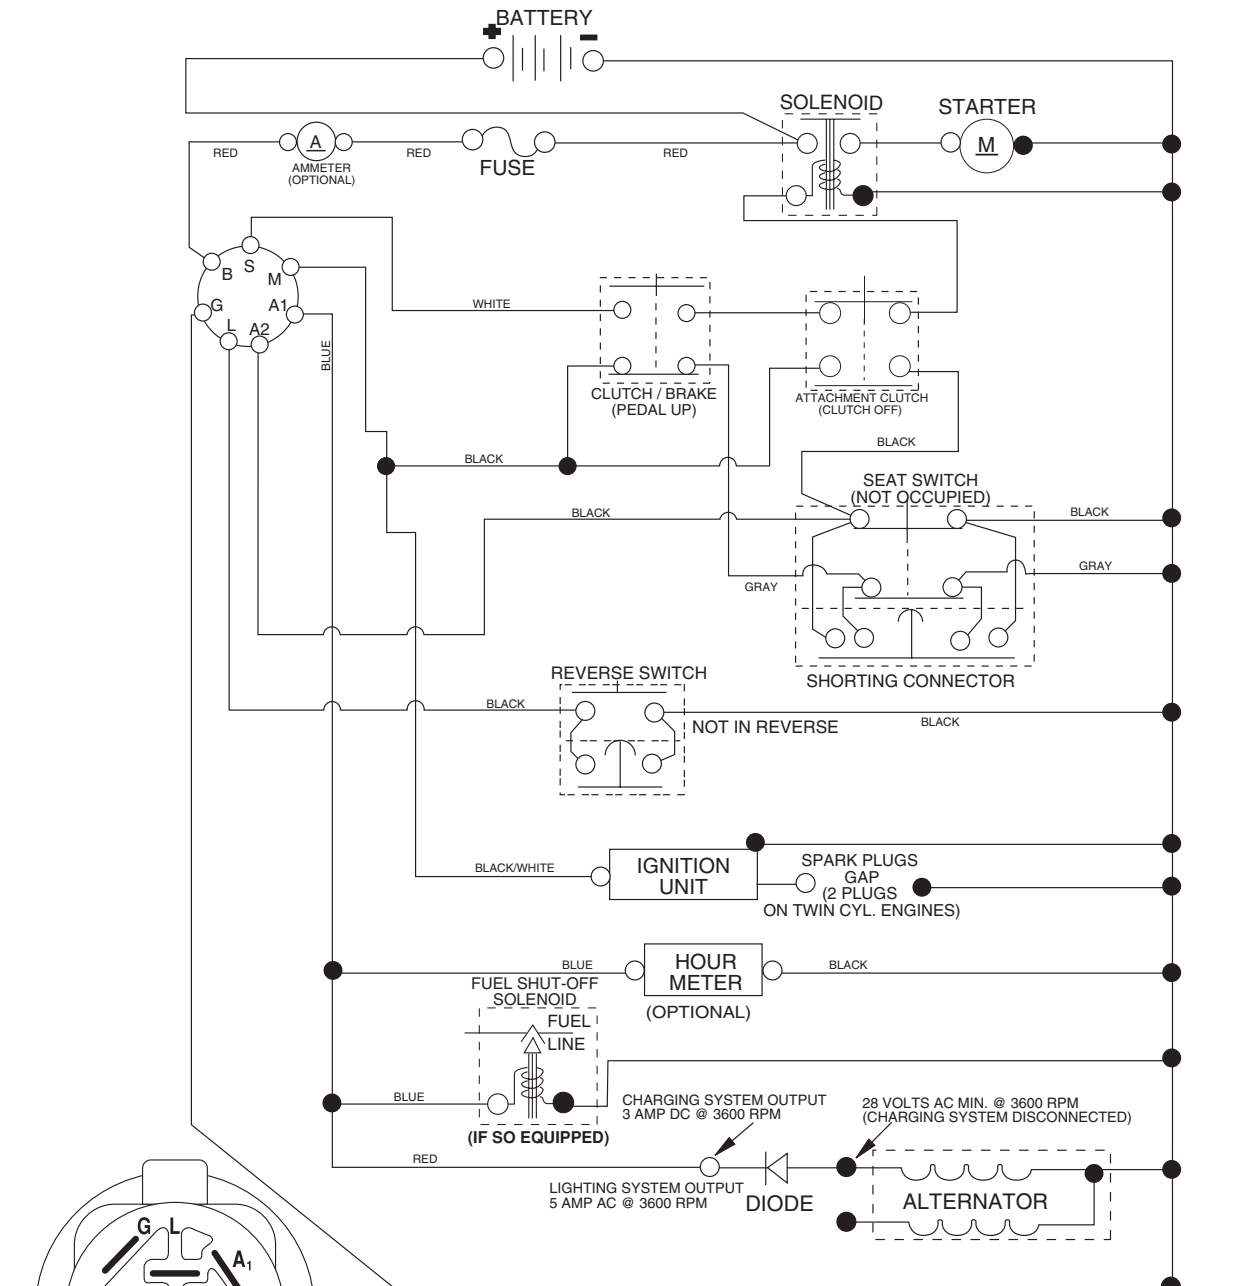 BATTERY
+ -
SOLENOID
STARTER
RED
A
RED
RED
M
AMMETER
(OPTIONAL)
FUSE
B
S
M
G
A1
L
A2
WHITE
BLUE
CLUTCH / BRAKE
(PEDAL UP)
ATTACHMENT CLUTCH
(CLUTCH OFF)
BLACK
BLACK
SEAT SWITCH
(NOT OCCUPIED)
BLACK
BLACK
GRAY
GRAY
SHORTING CONNECTOR
REVERSE SWITCH
BLACK
NOT IN REVERSE
BLACK
BLACK/WHITE
IGNITION
UNIT
SPARK PLUGS
GAP
(2 PLUGS
ON TWIN CYL. ENGINES)
BLUE
HOUR
METER
BLACK
(OPTIONAL)
FUEL SHUT-OFF
SOLENOID
FUEL
LINE
BLUE
(IF SO EQUIPPED)
CHARGING SYSTEM OUTPUT
3 AMP DC @ 3600 RPM
28 VOLTS AC MIN. @ 3600 RPM
(CHARGING SYSTEM DISCONNECTED)
RED
LIGHTING SYSTEM OUTPUT
5 AMP AC @ 3600 RPM
DIODE
ALTERNATOR
G L
A1